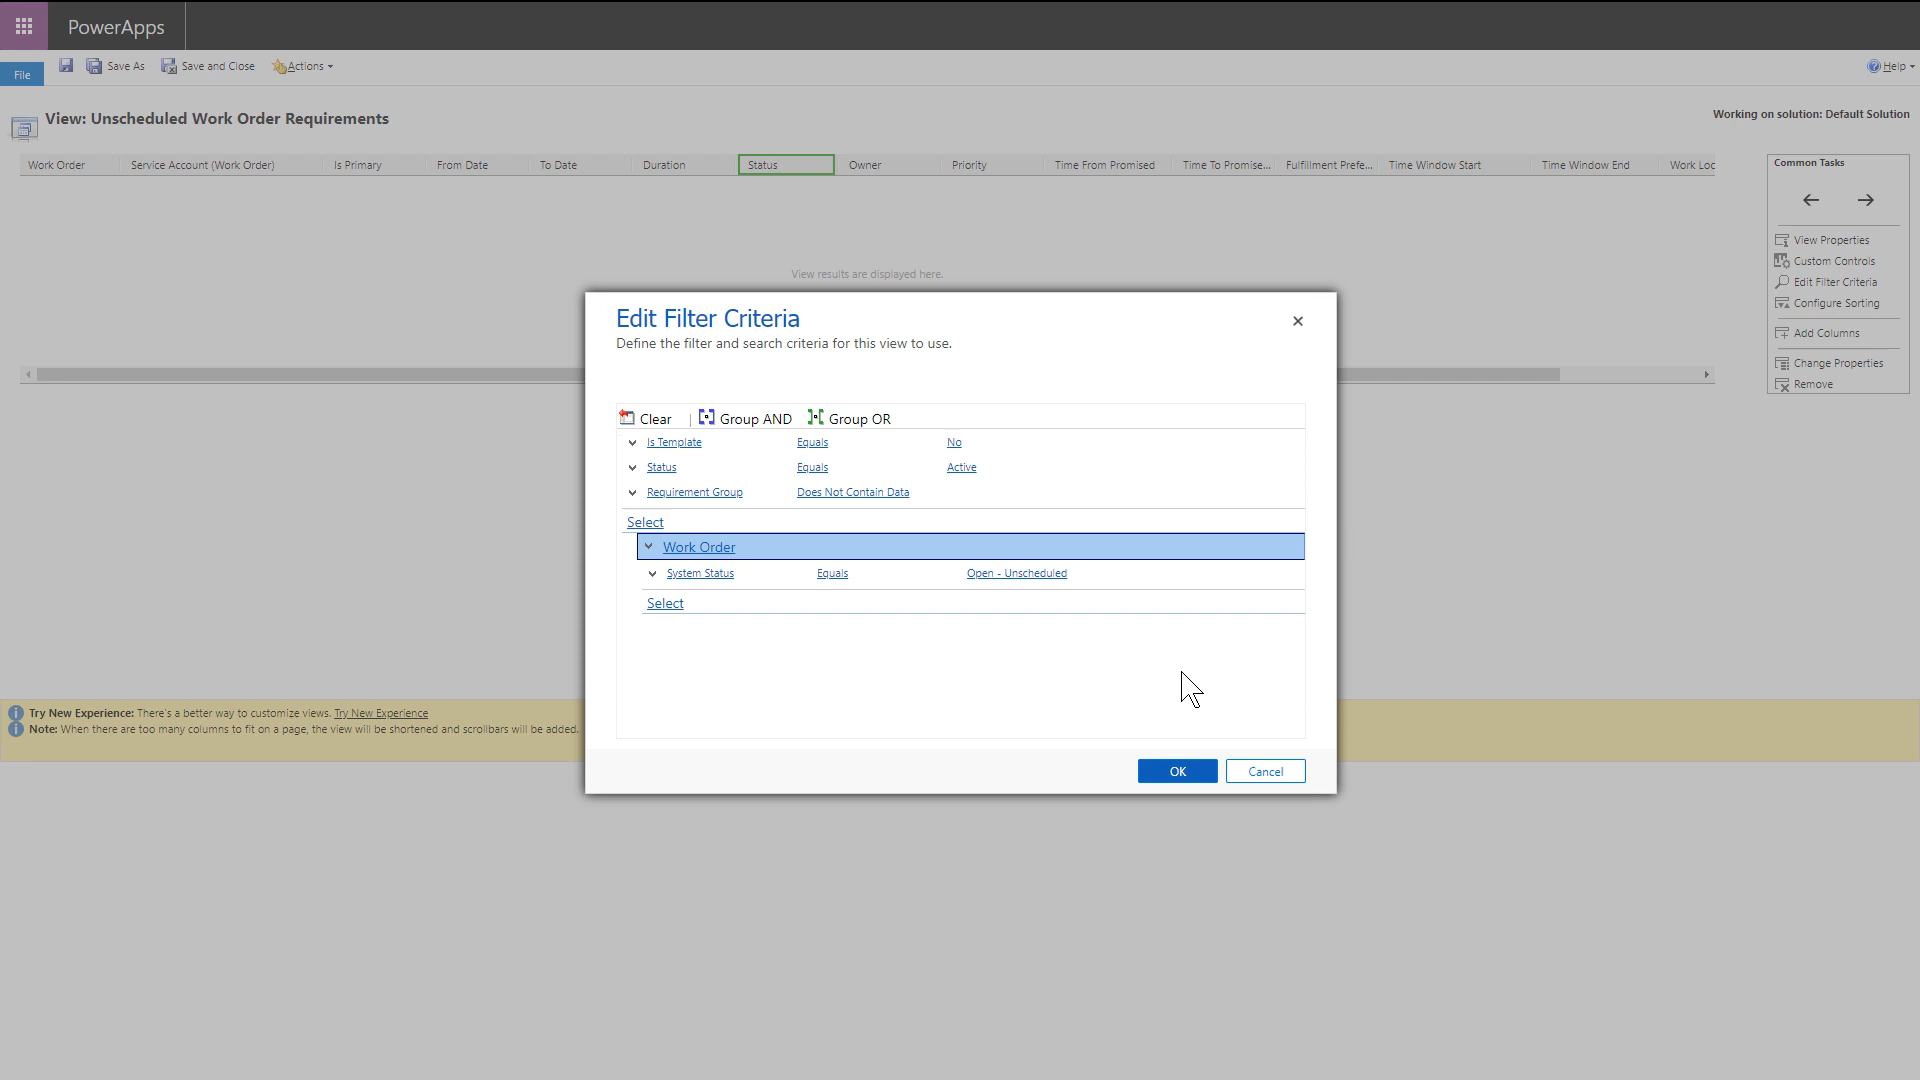 PowerApps
File
Save As
Save and Close
Actions
Help
View: Unscheduled Work Order Requirements
Working on solution: Default Solution
Work Order
Service Account (Work Order)
Is Primary
From Date
To Date
Duration
Status
Owner
Priority
Time From Promised
Time To Promise...
Fulfillment Prefe...
Time Window Start
Time Window End
Work Loc
Common Tasks
View Properties
Custom Controls
Edit Filter Criteria
Configure Sorting
Add Columns
Change Properties
Remove
View results are displayed here.
Edit Filter Criteria
Define the filter and search criteria for this view to use.
Clear
Group AND
Group OR
Is Template Equals No
Status Equals Active
Requirement Group Does Not Contain Data
Select
Work Order
System Status Equals Open - Unscheduled
Select
OK
Cancel
Try New Experience: There's a better way to customize views. Try New Experience
Note: When there are too many columns to fit on a page, the view will be shortened and scrollbars will be added.